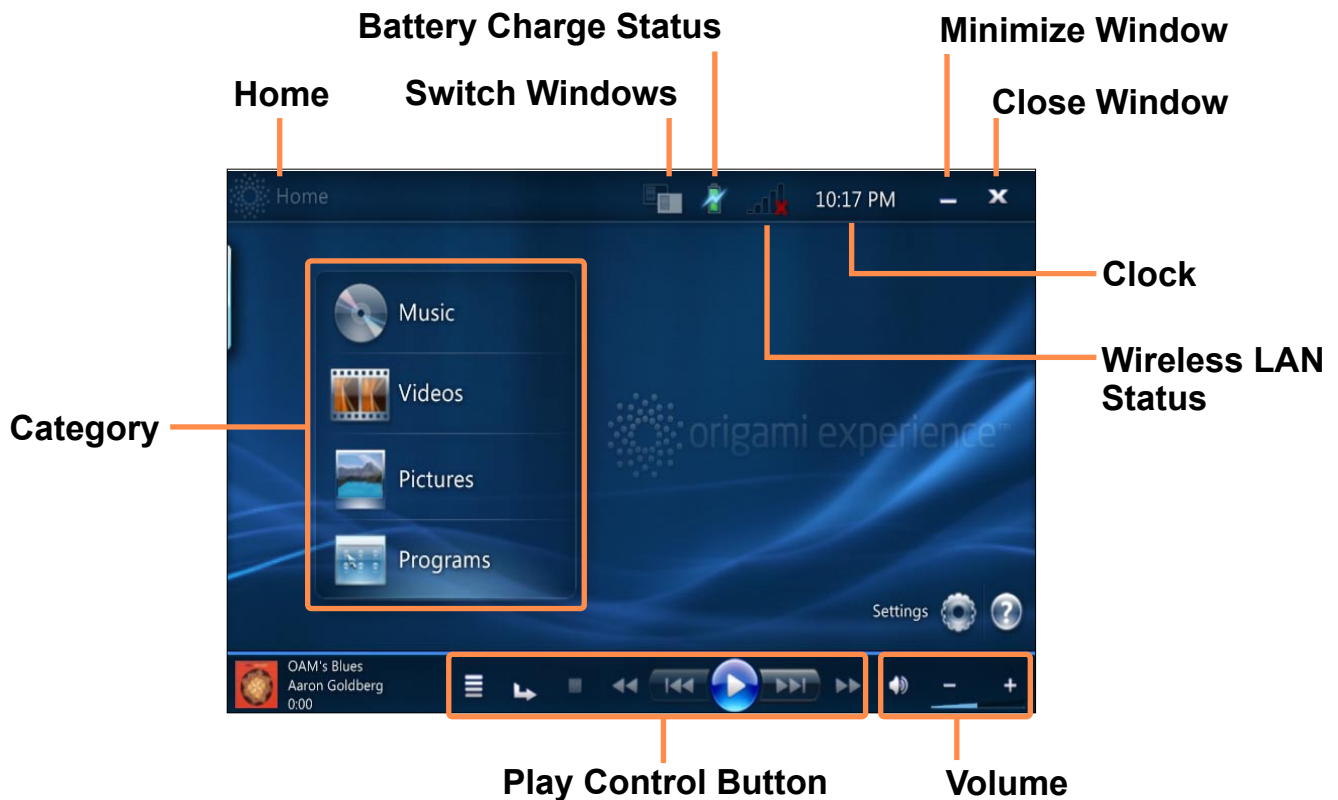 Battery Charge Status
Minimize Window
Home
Switch Windows
Close Window
Home
10:17 PM
Clock
Music
Wireless LAN
Status
Videos
Category
origami experience™
Pictures
Programs
Settings
?
OAM's Blues
Aaron Goldberg
0:00
Play Control Button
Volume